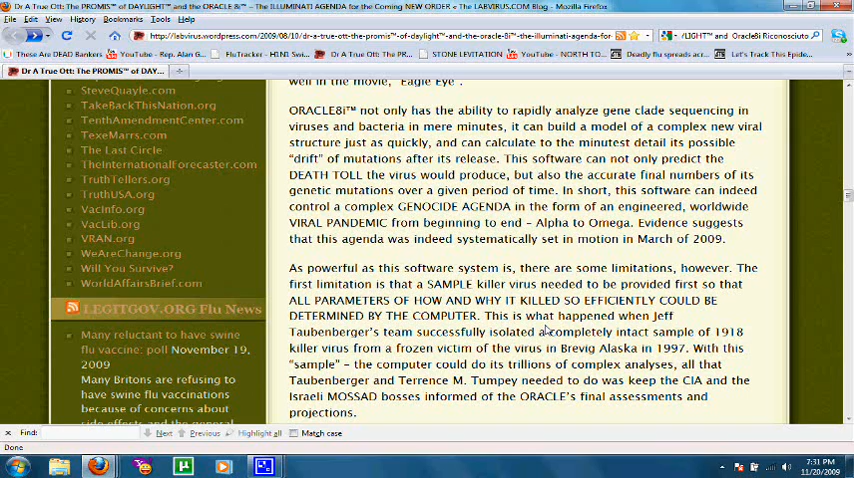 Dr A True Ott: The PROMIS™ of DAYLIGHT™ and the ORACLE 8i™ – The ILLUMINATI AGENDA for the Coming NEW ORDER « The LABVIRUS.COM Blog - Mozilla Firefox
File Edit View History Bookmarks Tools Help
http://labvirus.wordpress.com/2009/08/10/dr-a-true-ott-the-promis™-of-daylight™-and-the-oracle-8i™-the-illuminati-agenda-for-
/LIGHT™ and Oracle8i Riconosciuto
These Are DEAD Bankers
YouTube - Rep. Alan G...
FluTracker - H1N1 Swi...
Dr A True Ott: The PR...
STONE LEVITATION
YouTube - NORTH TO...
Deadly flu spreads acr...
Let's Track This Epide...
Dr A True Ott: The PROMIS™ of DAY...
SteveQuayle.com
TakeBackThisNation.org
TenthAmendmentCenter.com
TexeMarrs.com
The Last Circle
TheInternationalForecaster.com
TruthTellers.org
TruthUSA.org
VacInfo.org
VacLib.org
VRAN.org
WeAreChange.org
Will You Survive?
WorldAffairsBrief.com
LEGITGOV.ORG Flu News
Many reluctant to have swine
flu vaccine: poll November 19,
2009
Many Britons are refusing to
have swine flu vaccinations
because of concerns about
side effects and the general
well in the movie, "Eagle Eye".
ORACLE8i™ not only has the ability to rapidly analyze gene clade sequencing in
viruses and bacteria in mere minutes, it can build a model of a complex new viral
structure just as quickly, and can calculate to the minutest detail its possible
“drift” of mutations after its release. This software can not only predict the
DEATH TOLL the virus would produce, but also the accurate final numbers of its
genetic mutations over a given period of time. In short, this software can indeed
control a complex GENOCIDE AGENDA in the form of an engineered, worldwide
VIRAL PANDEMIC from beginning to end – Alpha to Omega. Evidence suggests
that this agenda was indeed systematically set in motion in March of 2009.
As powerful as this software system is, there are some limitations, however. The
first limitation is that a SAMPLE killer virus needed to be provided first so that
ALL PARAMETERS OF HOW AND WHY IT KILLED SO EFFICIENTLY COULD BE
DETERMINED BY THE COMPUTER. This is what happened when Jeff
Taubenberger’s team successfully isolated a completely intact sample of 1918
killer virus from a frozen victim of the virus in Brevig Alaska in 1997. With this
“sample” – the computer could do its trillions of complex analyses, all that
Taubenberger and Terrence M. Tumpey needed to do was keep the CIA and the
Israeli MOSSAD bosses informed of the ORACLE’s final assessments and
projections.
Find:
Next Previous Highlight all Match case
Done
7:31 PM
11/20/2009